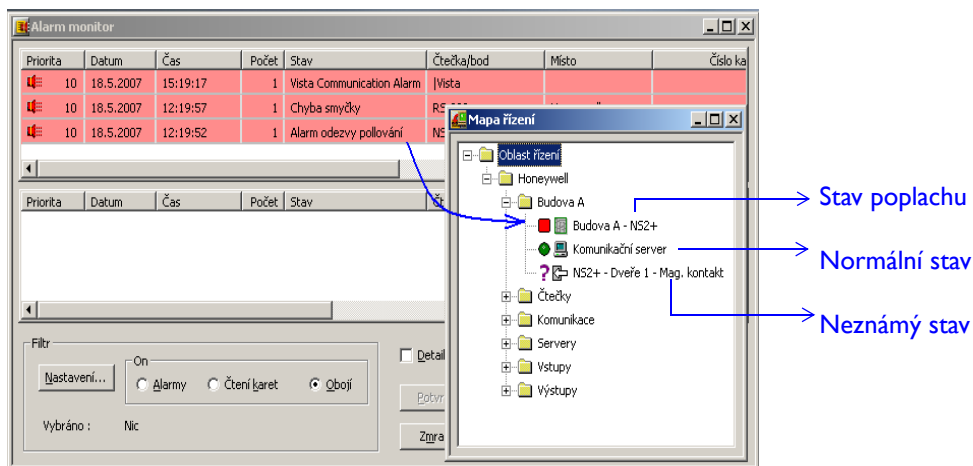 Alarm monitor
Priorita Datum Čas Počet Stav Čtečka/bod Místo Číslo ka
10 18.5.2007 15:19:17 1 Vista Communication Alarm |Vista
10 18.5.2007 12:19:57 1 Chyba smyčky
10 18.5.2007 12:19:52 1 Alarm odezvy pollování
Priorita Datum Čas Počet Stav
Mapa řízení
Oblast řízení
Honeywell
Budova A
Budova A - NS2+
Komunikační server
NS2+ - Dveře 1 - Mag. kontakt
Čtečky
Komunikace
Servery
Vstupy
Výstupy
Stav poplachu
Normální stav
Neznámý stav
Filtr
Nastavení...
On
Alarmy Čtení karet Obojí
Vybráno : Nic
Detail
Potvr
Zmra